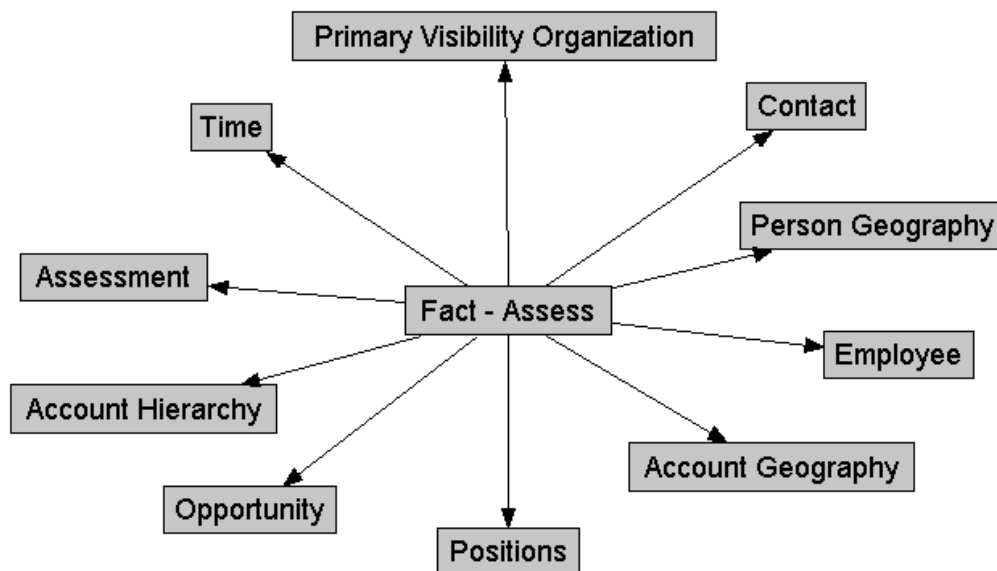 Primary Visibility Organization
Contact
Time
Person Geography
Assessment
Fact - Assess
Employee
Account Hierarchy
Account Geography
Opportunity
Positions